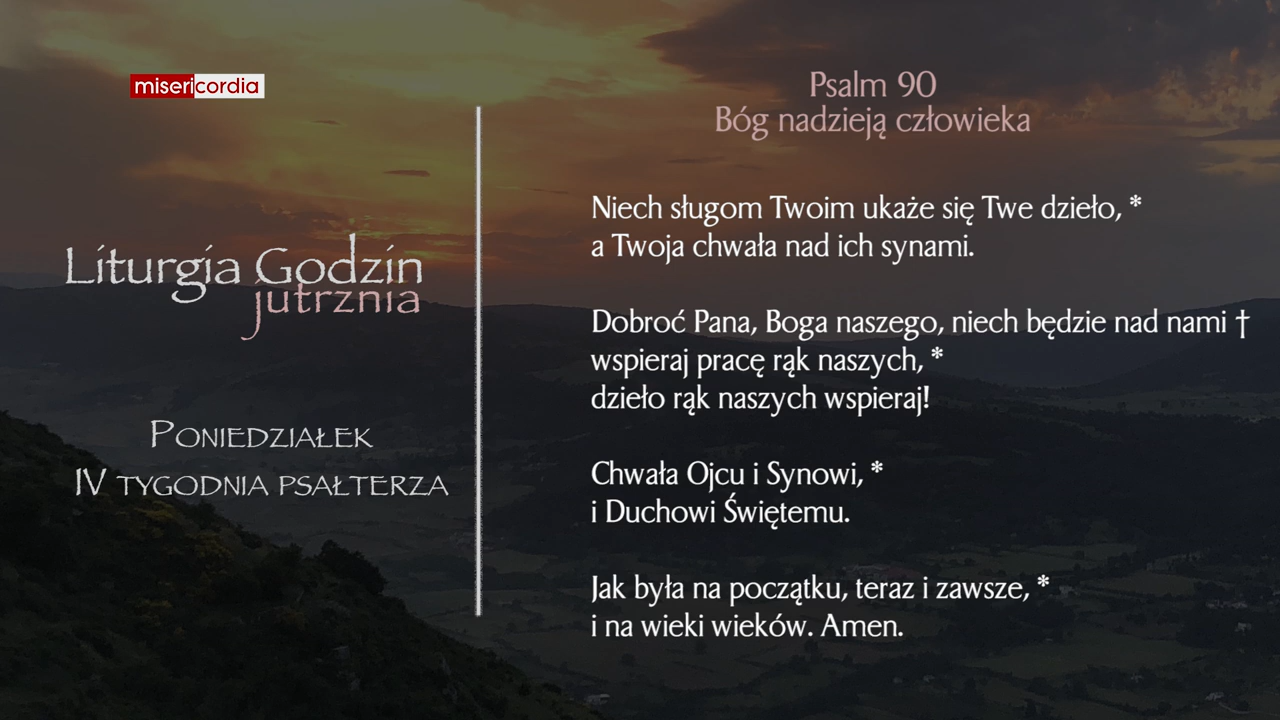 misericordia
Liturgia Godzin
jutrznia
Poniedziałek
IV tygodnia psałterza
Psalm 90
Bóg nadzieją człowieka
Niech sługom Twoim ukaże się Twe dzieło, *
a Twoja chwała nad ich synami.
Dobroć Pana, Boga naszego, niech będzie nad nami †
wspieraj pracę rąk naszych, *
dzieło rąk naszych wspieraj!
Chwała Ojcu i Synowi, *
i Duchowi Świętemu.
Jak była na początku, teraz i zawsze, *
i na wieki wieków. Amen.